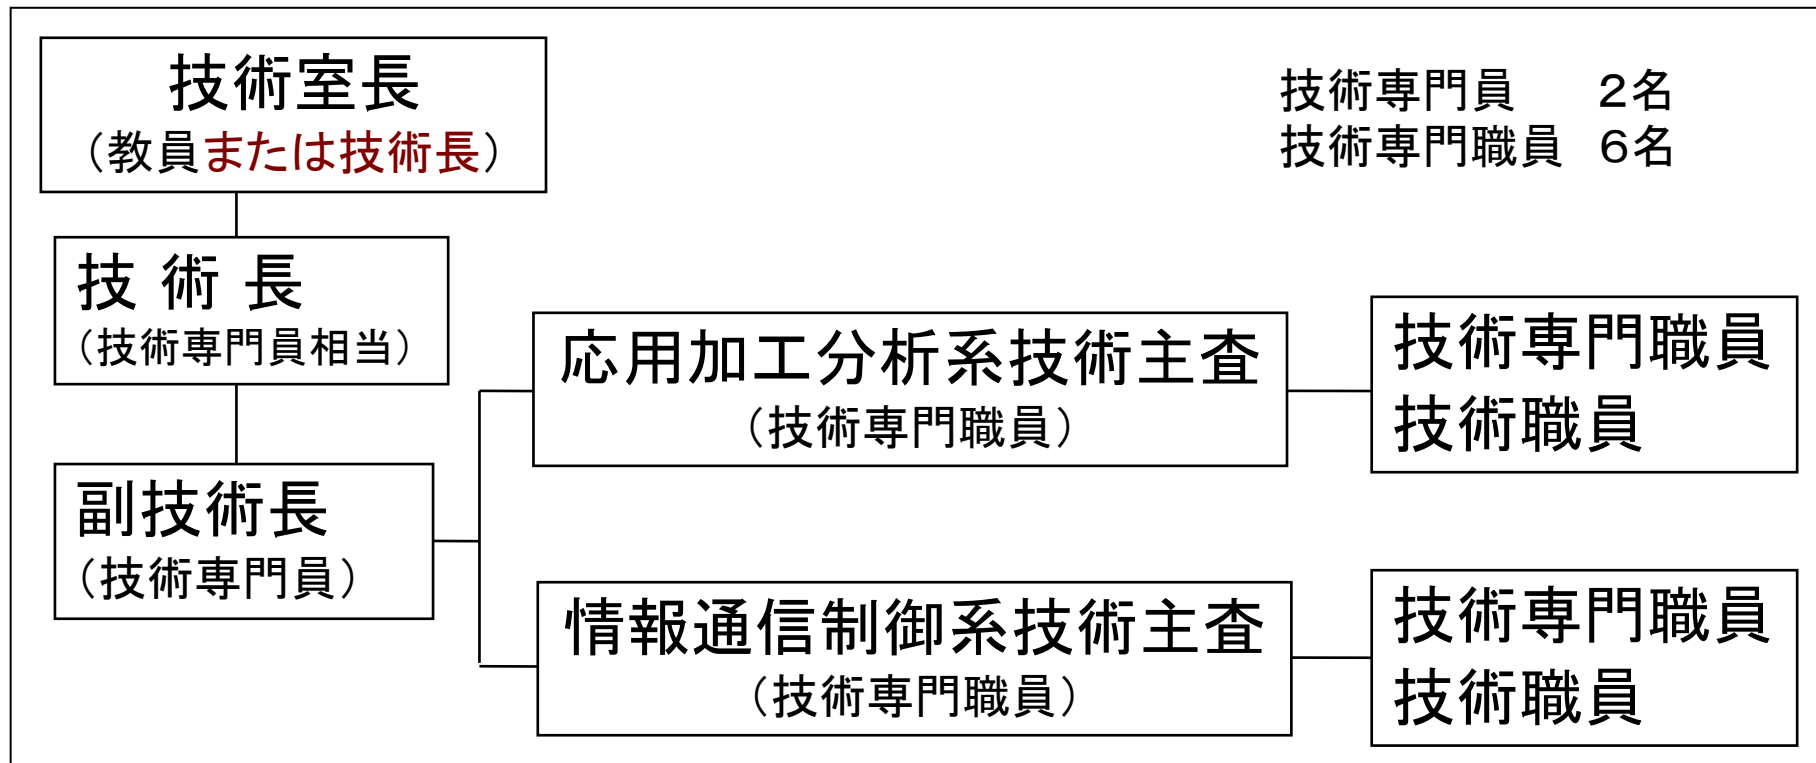 技術室長
（教員または技術長）
技術専門員　　２名
技術専門職員　６名
技 術 長
（技術専門員相当）
応用加工分析系技術主査
（技術専門職員）
技術専門職員
技術職員
副技術長
（技術専門員）
情報通信制御系技術主査
（技術専門職員）
技術専門職員
技術職員